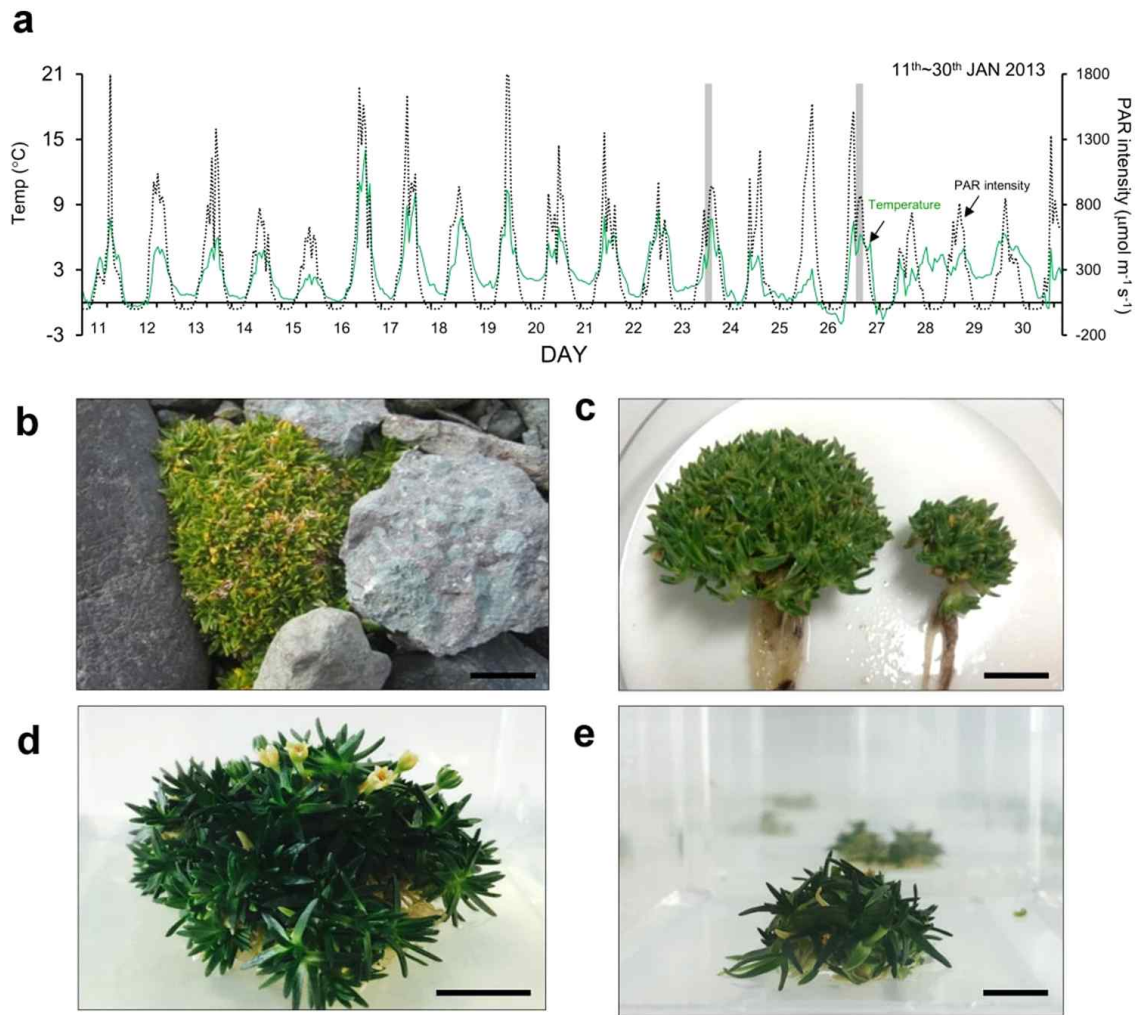 a
11th~30th JAN 2013
21
15
9
3
-3
Temp (°C)
1800
1300
800
300
-200
PAR intensity (μmol m-1 s-1)
PAR intensity
Temperature
11 12 13 14 15 16 17 18 19 20 21 22 23 24 25 26 27 28 29 30
DAY
b
c
d
e